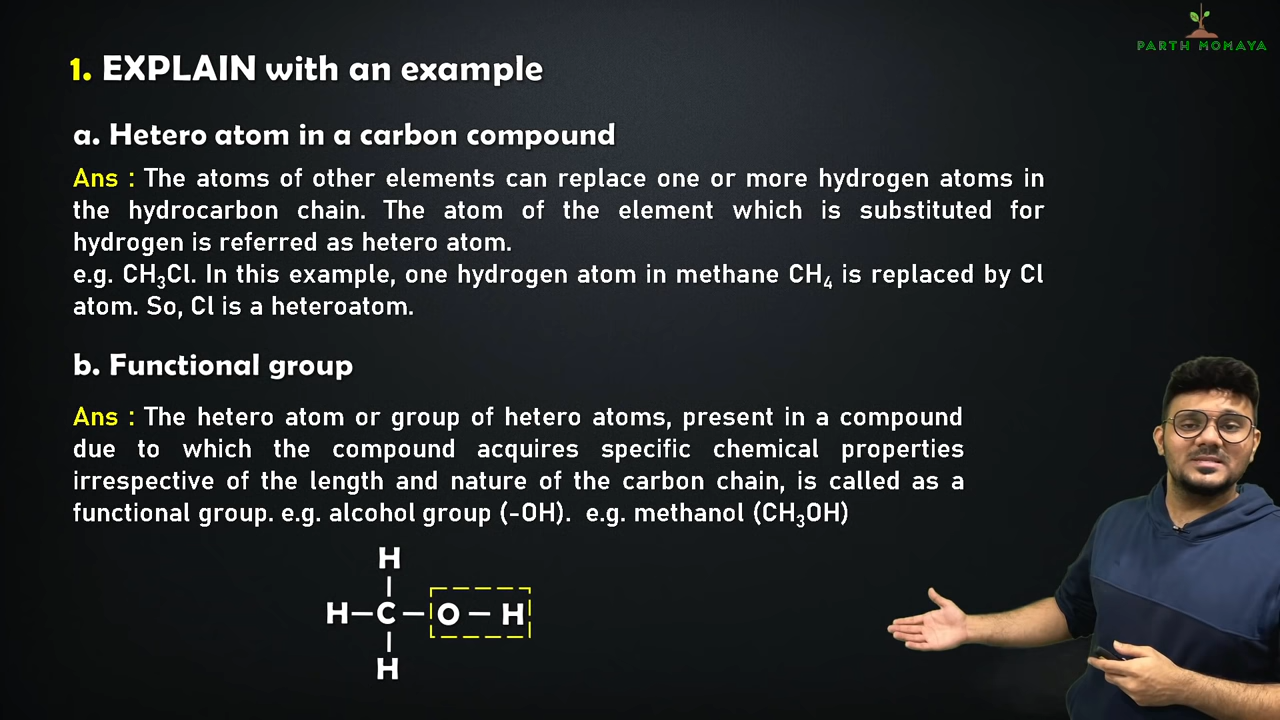 PARTH MOMAYA
1. EXPLAIN with an example
a. Hetero atom in a carbon compound
Ans : The atoms of other elements can replace one or more hydrogen atoms in
the hydrocarbon chain. The atom of the element which is substituted for
hydrogen is referred as hetero atom.
e.g. CH₃Cl. In this example, one hydrogen atom in methane CH₄ is replaced by Cl
atom. So, Cl is a heteroatom.
b. Functional group
Ans : The hetero atom or group of hetero atoms, present in a compound
due to which the compound acquires specific chemical properties
irrespective of the length and nature of the carbon chain, is called as a
functional group. e.g. alcohol group (-OH). e.g. methanol (CH₃OH)
H
H–C–O–H
H